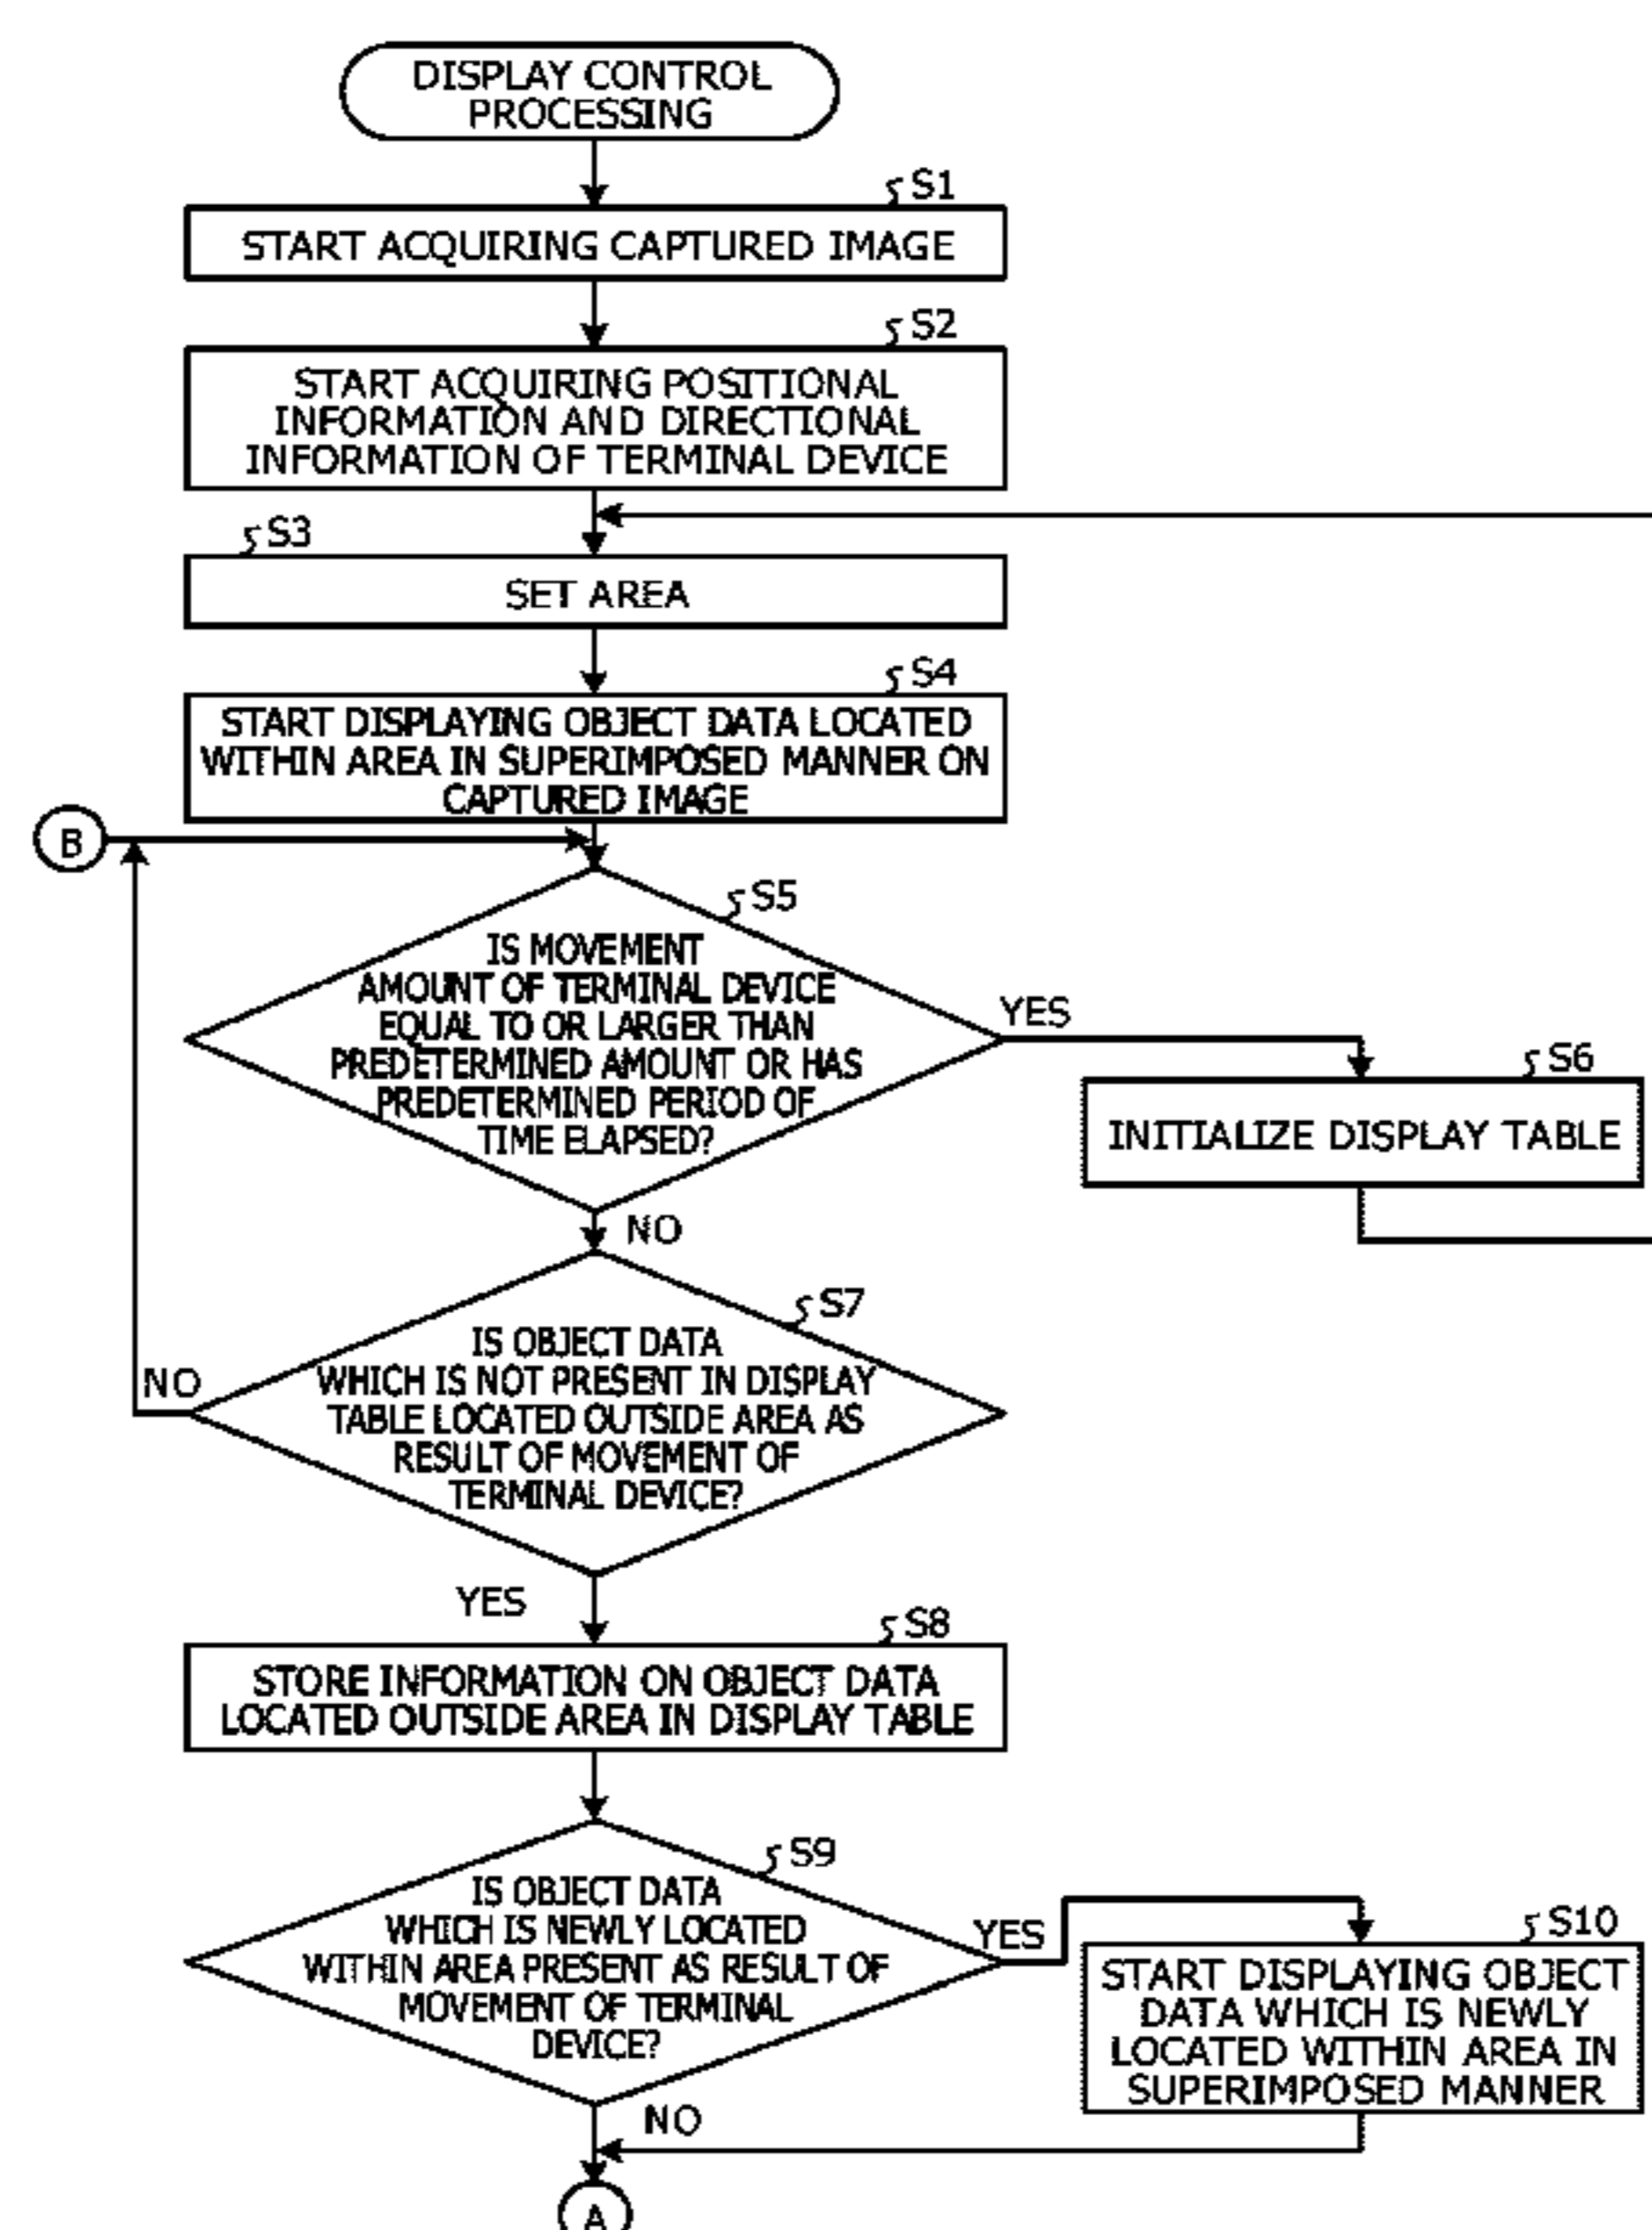 DISPLAY CONTROL
PROCESSING
S1
START ACQUIRING CAPTURED IMAGE
S2
START ACQUIRING POSITIONAL
INFORMATION AND DIRECTIONAL
INFORMATION OF TERMINAL DEVICE
S3
SET AREA
S4
START DISPLAYING OBJECT DATA LOCATED
WITHIN AREA IN SUPERIMPOSED MANNER ON
CAPTURED IMAGE
B
S5
IS MOVEMENT
AMOUNT OF TERMINAL DEVICE
EQUAL TO OR LARGER THAN
PREDETERMINED AMOUNT OR HAS
PREDETERMINED PERIOD OF
TIME ELAPSED?
YES
S6
INITIALIZE DISPLAY TABLE
NO
S7
IS OBJECT DATA
WHICH IS NOT PRESENT IN DISPLAY
TABLE LOCATED OUTSIDE AREA AS
RESULT OF MOVEMENT OF
TERMINAL DEVICE?
NO
YES
S8
STORE INFORMATION ON OBJECT DATA
LOCATED OUTSIDE AREA IN DISPLAY TABLE
S9
IS OBJECT DATA
WHICH IS NEWLY LOCATED
WITHIN AREA PRESENT AS RESULT OF
MOVEMENT OF TERMINAL
DEVICE?
YES
S10
START DISPLAYING OBJECT
DATA WHICH IS NEWLY
LOCATED WITHIN AREA IN
SUPERIMPOSED MANNER
NO
A